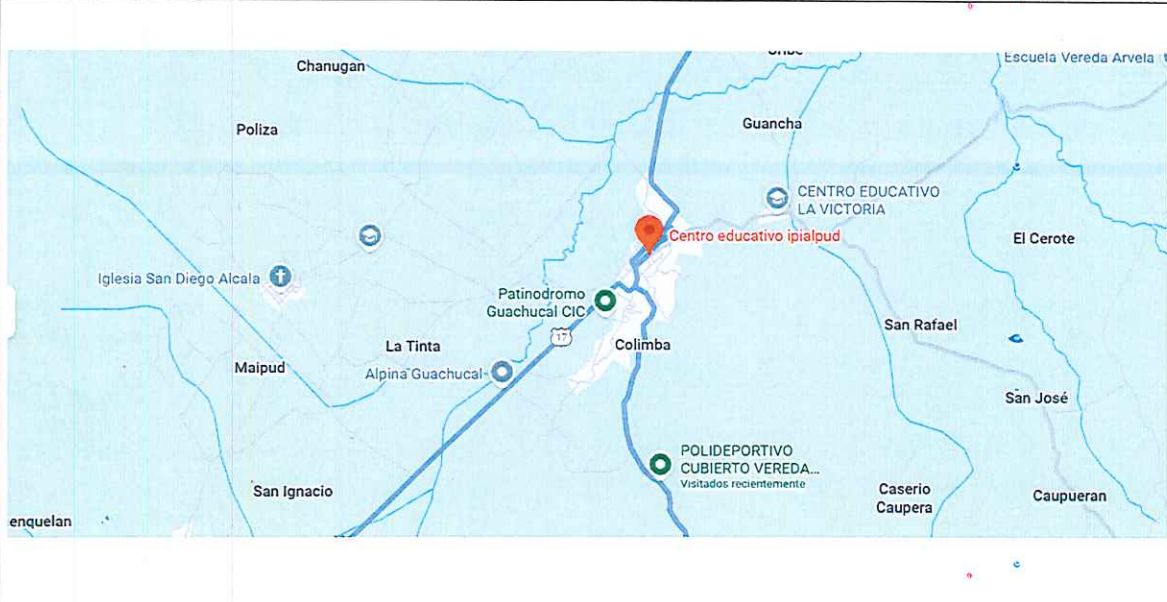 Escuela Vereda Arvela
Chanugan
Poliza
Guancha
CENTRO EDUCATIVO
LA VICTORIA
Centro educativo ipialpud
El Cerote
Iglesia San Diego Alcala
Patinodromo
Guachucal CIC
San Rafael
17
Colimba
La Tinta
Maipud
Alpina Guachucal
San José
POLIDEPORTIVO
CUBIERTO VEREDA...
Visitados recientemente
San Ignacio
Caserio
Caupera
Caupueran
enquelan